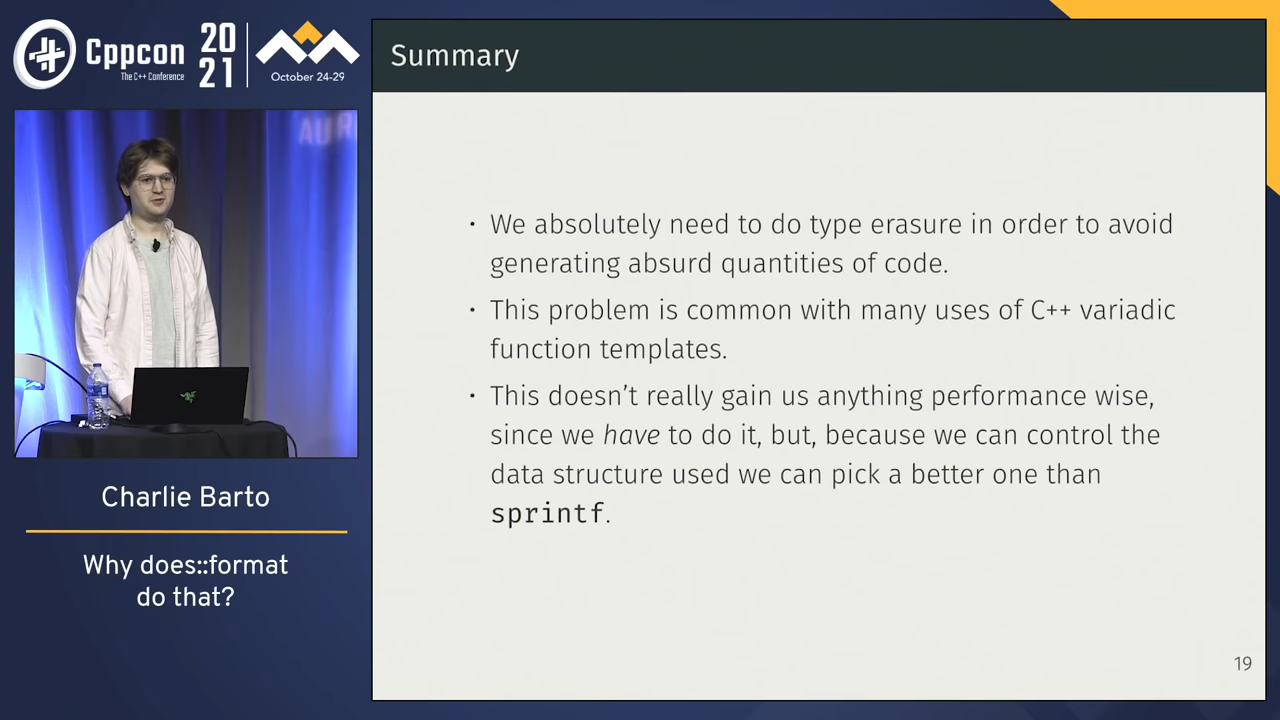 Cppcon
The C++ Conference
20
21
October 24-29
AU
Charlie Barto
Why does::format
do that?
Summary
· We absolutely need to do type erasure in order to avoid
generating absurd quantities of code.
· This problem is common with many uses of C++ variadic
function templates.
· This doesn’t really gain us anything performance wise,
since we have to do it, but, because we can control the
data structure used we can pick a better one than
sprintf.
19